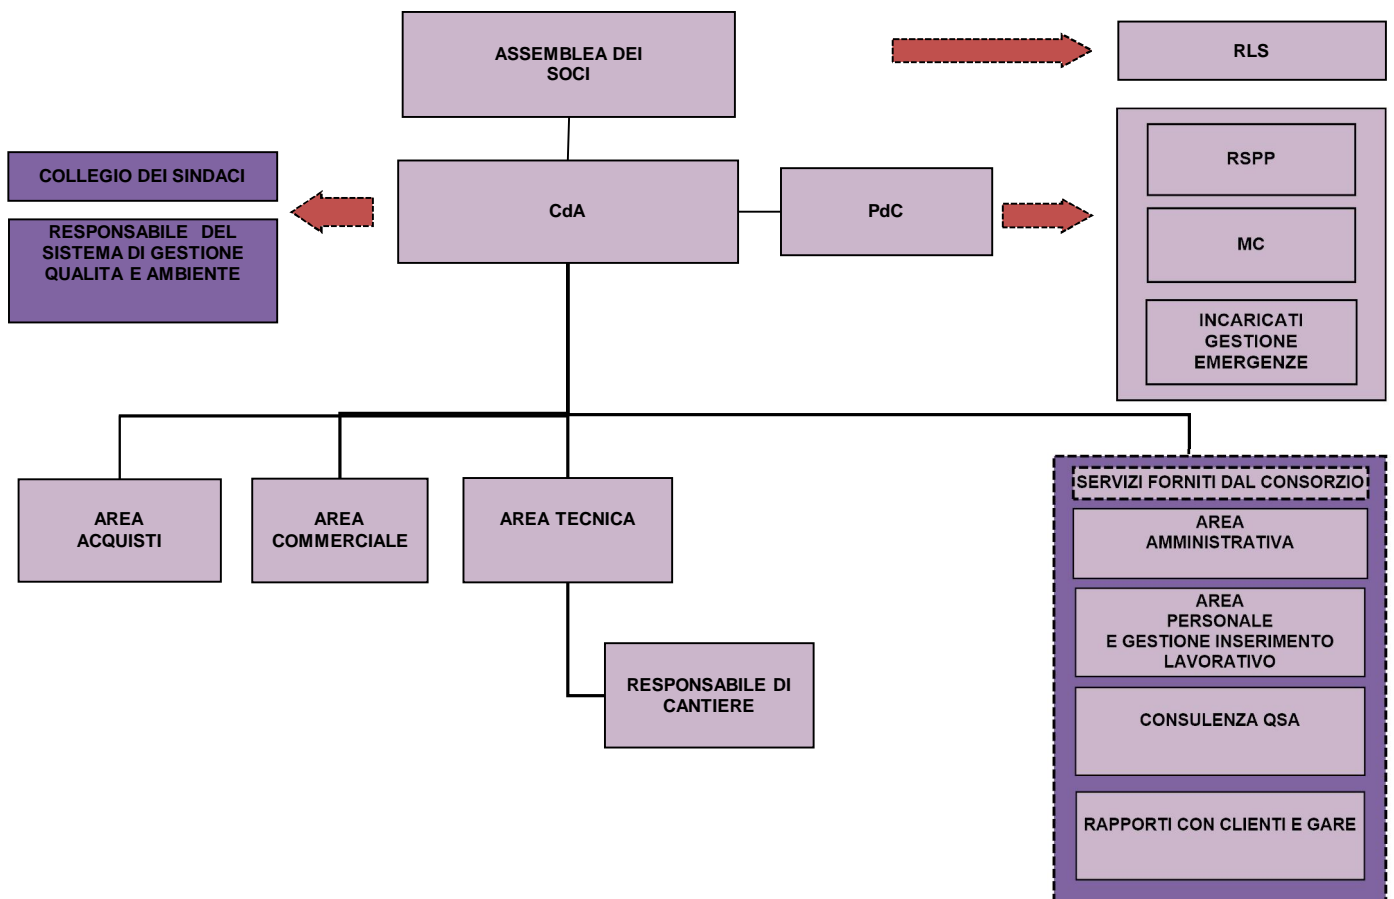 ASSEMBLEA DEI
SOCI
RLS
COLLEGIO DEI SINDACI
RESPONSABILE DEL
SISTEMA DI GESTIONE
QUALITA E AMBIENTE
CdA
PdC
RSPP
MC
INCARICATI
GESTIONE
EMERGENZE
AREA
ACQUISTI
AREA
COMMERCIALE
AREA TECNICA
RESPONSABILE DI
CANTIERE
SERVIZI FORNITI DAL CONSORZIO
AREA
AMMINISTRATIVA
AREA
PERSONALE
E GESTIONE INSERIMENTO
LAVORATIVO
CONSULENZA QSA
RAPPORTI CON CLIENTI E GARE